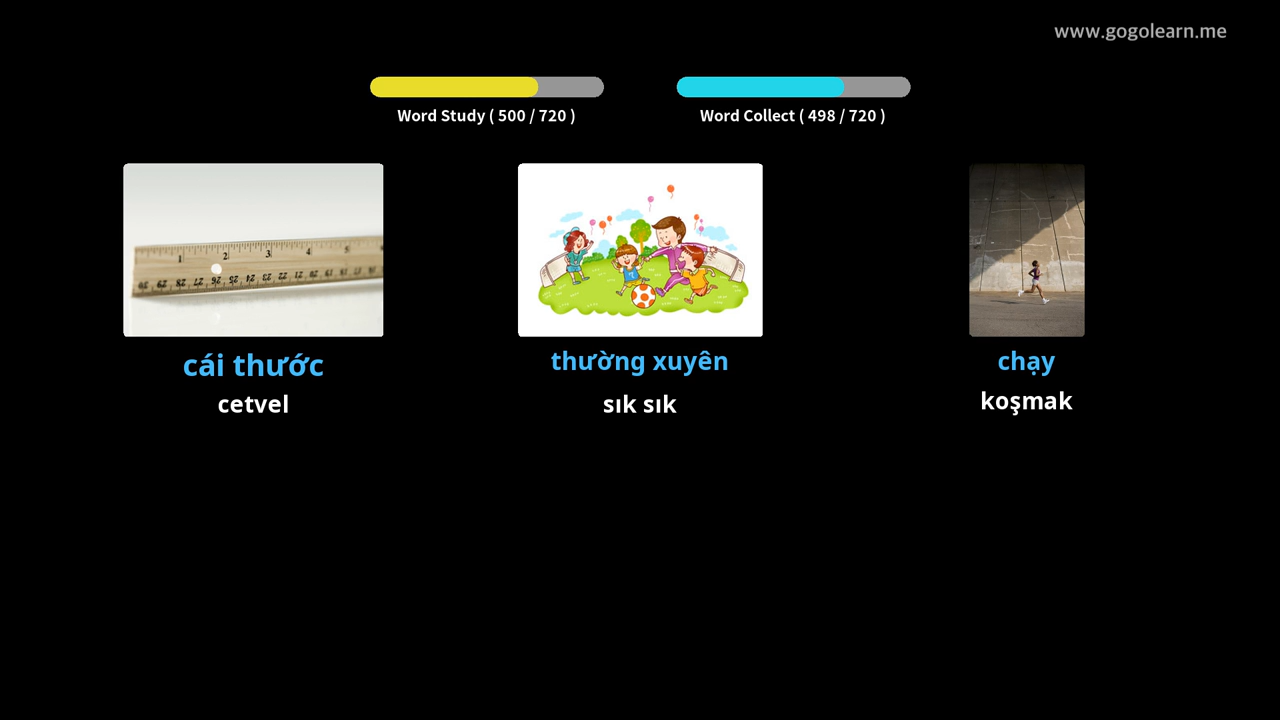 www.gogolearn.me
Word Study ( 500 / 720 )
Word Collect ( 498 / 720 )
cái thước
cetvel
thường xuyên
sık sık
chạy
koşmak